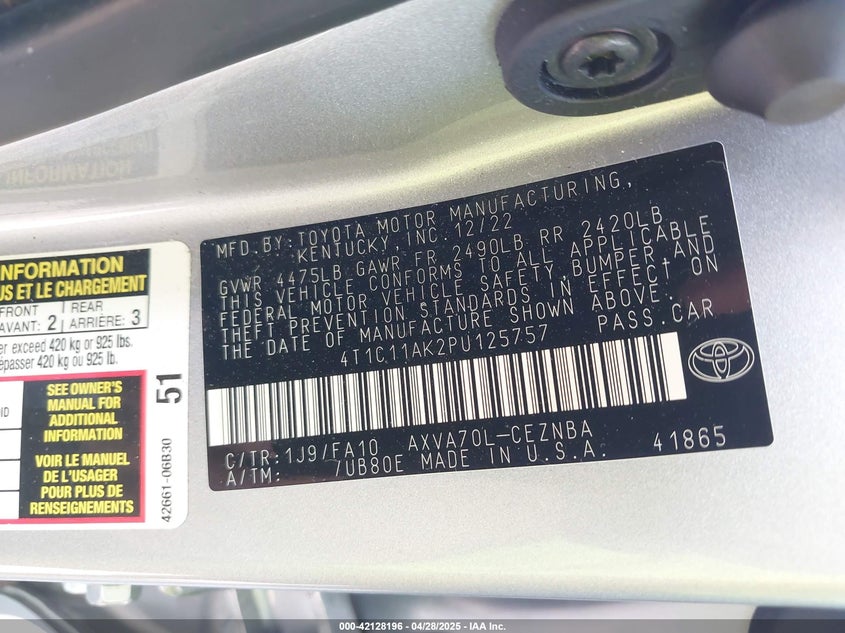 INFORMATION
MFD.BY:TOYOTA MOTOR MANUFACTURING,
KENTUCKY,INC 12/22
GVWR 4475LB GAWR FR 2490LB RR 2420LB
THIS VEHICLE CONFORMS TO ALL APPLICABLE
FEDERAL MOTOR VEHICLE SAFETY,BUMPER,AND
THEFT PREVENTION STANDARDS IN EFFECT ON
THE DATE OF MANUFACTURE SHOWN ABOVE.
4T1C11AK2PU125757 PASS.CAR
C/TR:1J9/FA10 AXVA70L-CEZNBA
A/TM: 7UB80E MADE IN U.S.A. 41865
INFORMATION
US ET LE CHARGEMENT
FRONT
AVANT: 2
REAR
ARRIÈRE: 3
er exceed 420 kg or 925 lbs.
épasser 420 kg ou 925 lb.
SEE OWNER'S
MANUAL FOR
ADDITIONAL
INFORMATION
VOIR LE MANUEL
DE L'USAGER
POUR PLUS DE
RENSEIGNEMENTS
51
42661-06B30
000-42128196 - 04/28/2025 - IAA Inc.